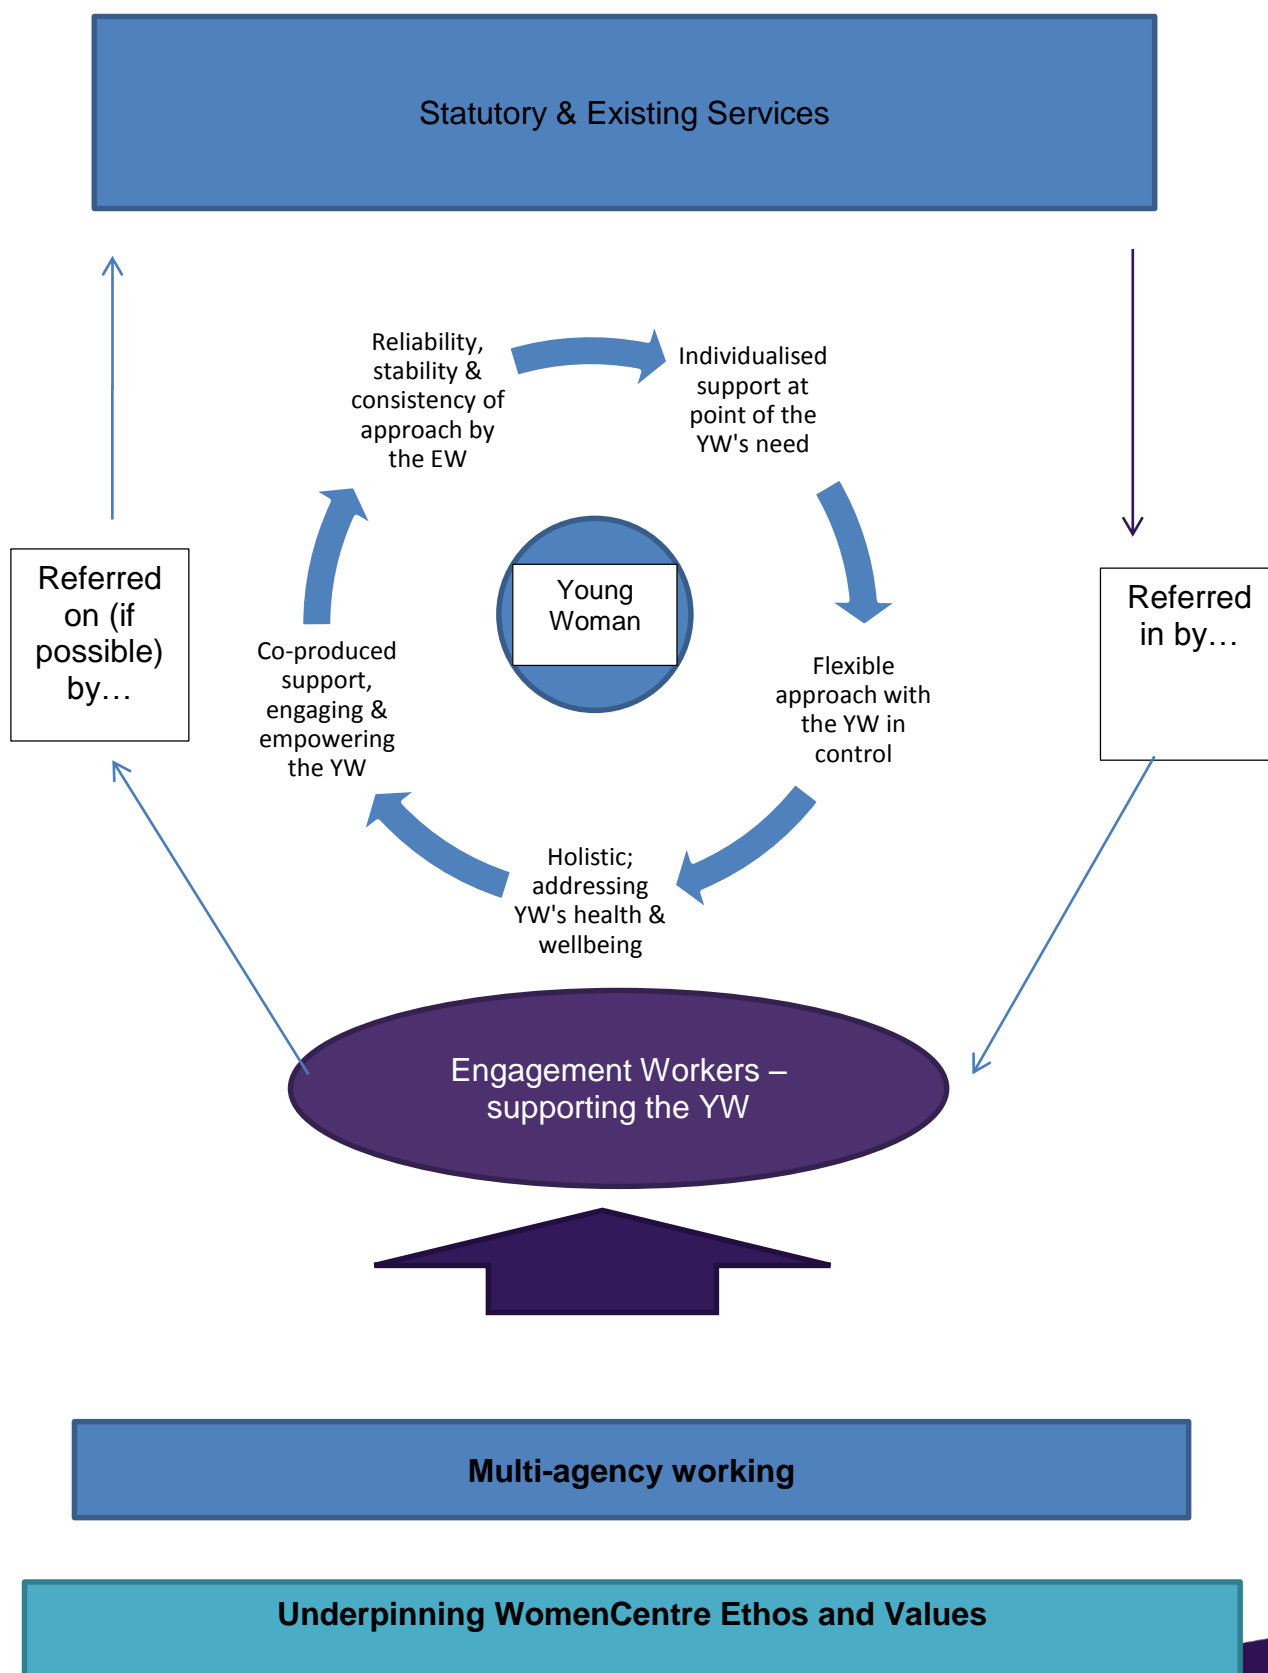 Statutory & Existing Services
Reliability,
stability &
consistency of
approach by
the EW
Individualised
support at
point of the
YW's need
Referred
on (if
possible)
by…
Young
Woman
Referred
in by…
Co-produced
support,
engaging &
empowering
the YW
Flexible
approach with
the YW in
control
Holistic;
addressing
YW's health &
wellbeing
Engagement Workers –
supporting the YW
Multi-agency working
Underpinning WomenCentre Ethos and Values